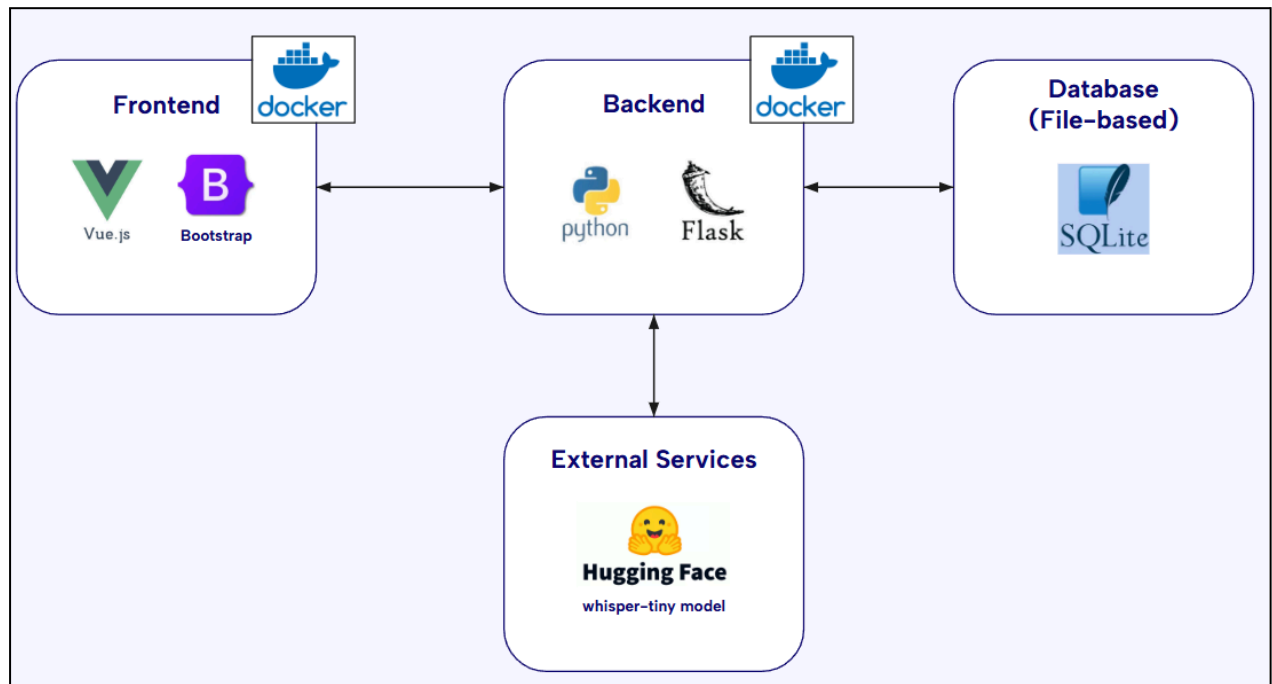 Frontend
docker
Vue.js
Bootstrap
Backend
docker
python
Flask
Database
(File-based)
SQLite
External Services
Hugging Face
whisper-tiny model